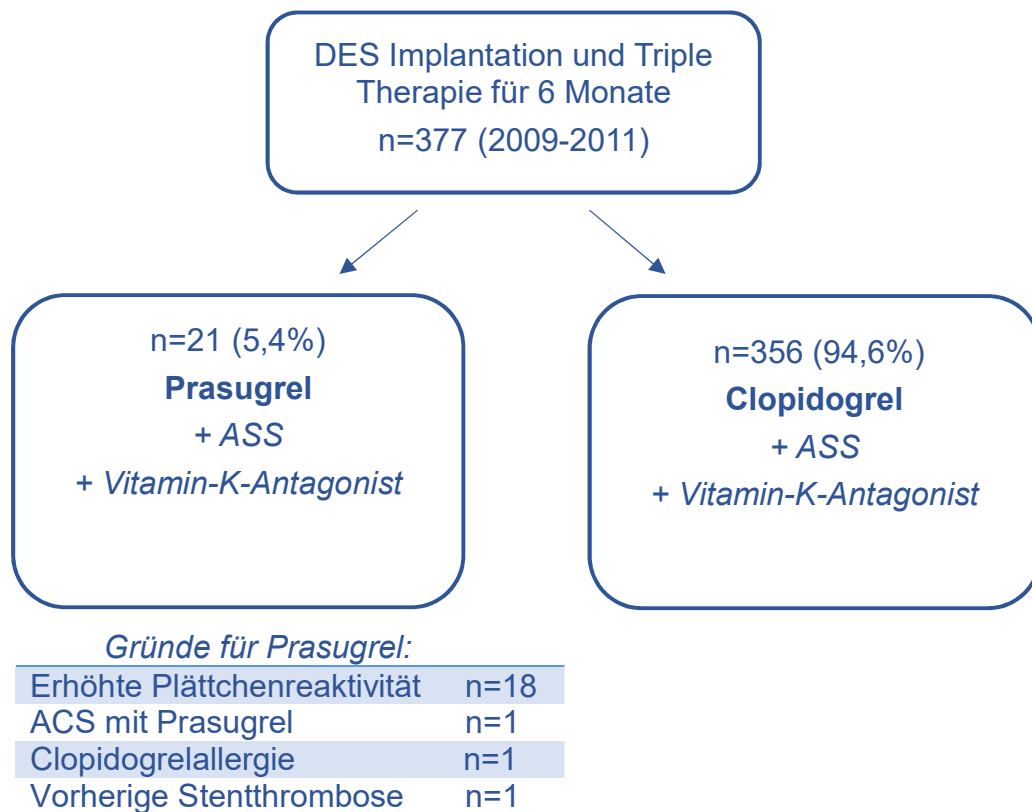 DES Implantation und Triple
Therapie für 6 Monate
n=377 (2009-2011)
n=21 (5,4%)
Prasugrel
+ ASS
+ Vitamin-K-Antagonist
n=356 (94,6%)
Clopidogrel
+ ASS
+ Vitamin-K-Antagonist
Gründe für Prasugrel:
Erhöhte Plättchenreaktivität n=18
ACS mit Prasugrel n=1
Clopidogrelallergie n=1
Vorherige Stentthrombose n=1